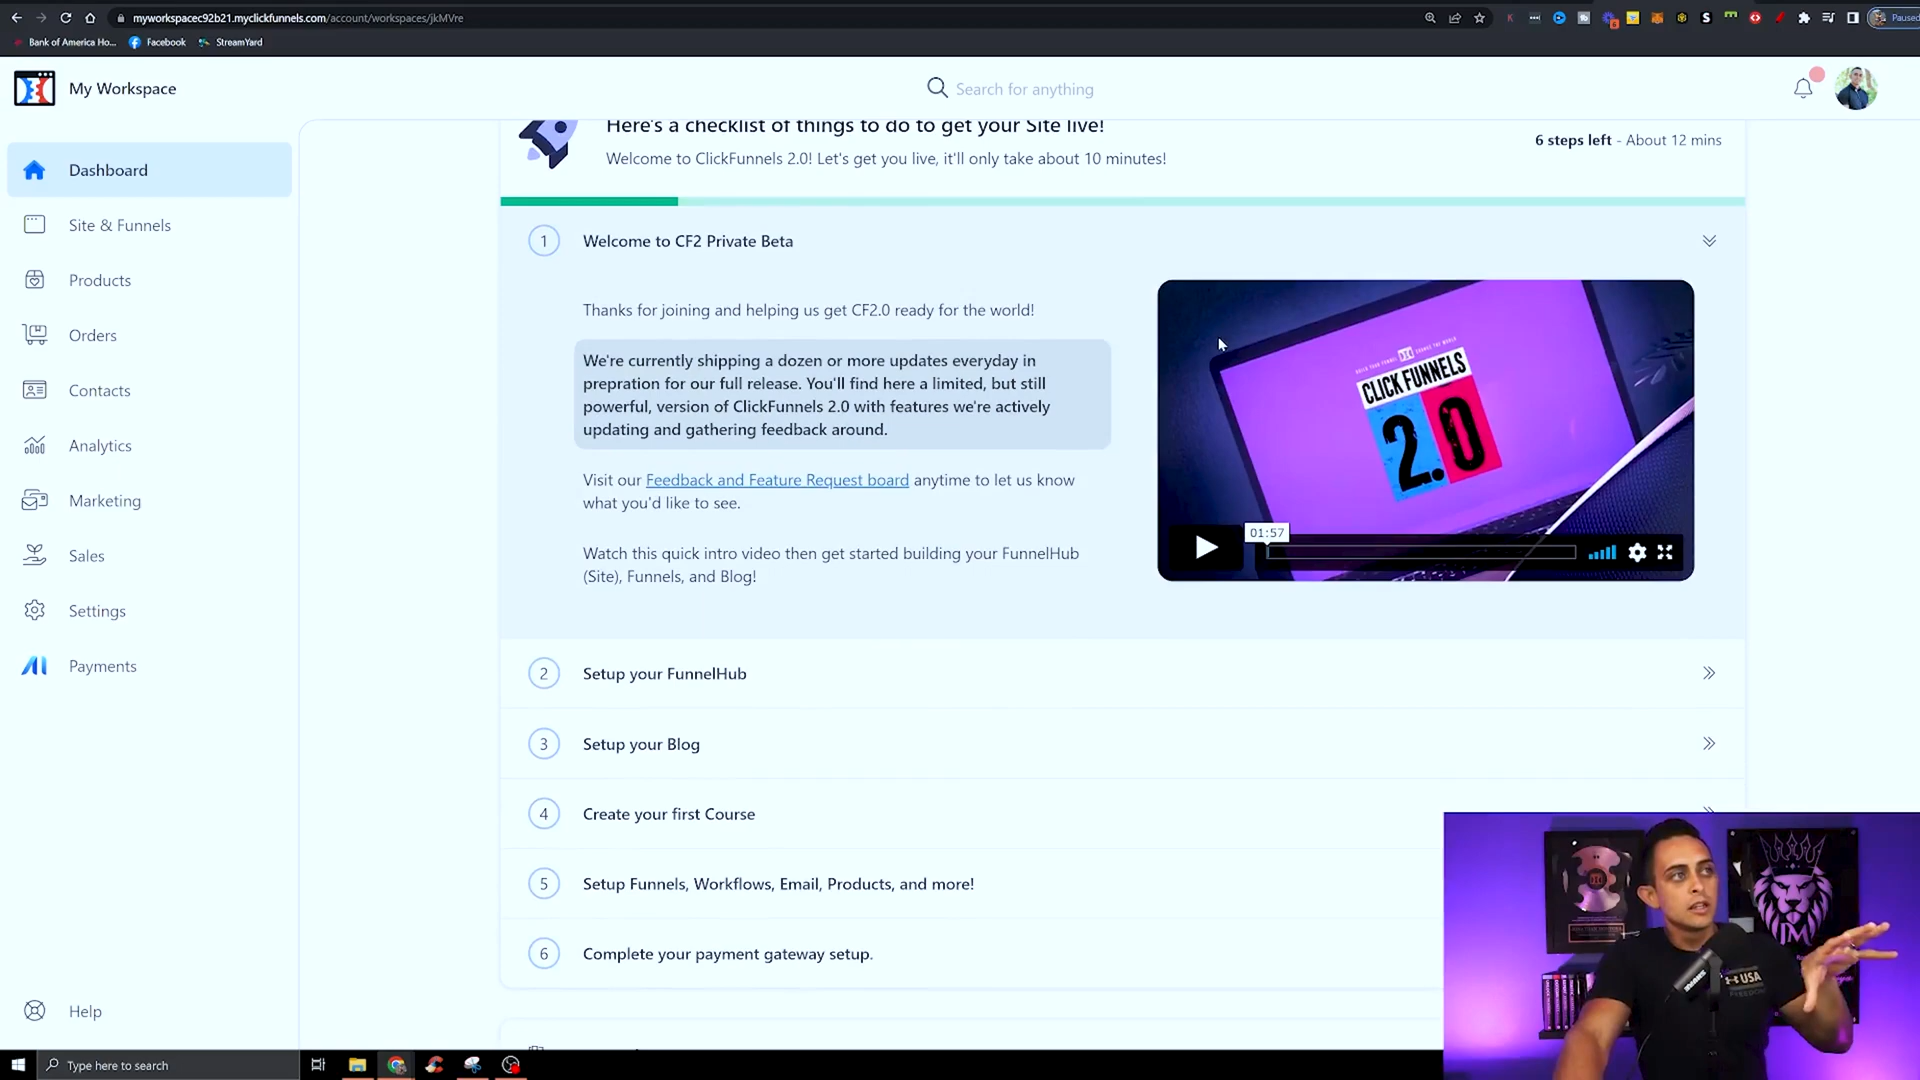 myworkspacec92b21.myclickfunnels.com/account/workspaces/jkMVre
Paused
Bank of America Ho...
Facebook
StreamYard
My Workspace
Search for anything
Here's a checklist of things to do to get your Site live!
Welcome to ClickFunnels 2.0! Let's get you live, it'll only take about 10 minutes!
6 steps left - About 12 mins
Dashboard
Site & Funnels
Products
Orders
Contacts
Analytics
Marketing
Sales
Settings
Payments
Help
1
Welcome to CF2 Private Beta
Thanks for joining and helping us get CF2.0 ready for the world!
We're currently shipping a dozen or more updates everyday in
prepration for our full release. You'll find here a limited, but still
powerful, version of ClickFunnels 2.0 with features we're actively
updating and gathering feedback around.
Visit our Feedback and Feature Request board anytime to let us know
what you'd like to see.
Watch this quick intro video then get started building your FunnelHub
(Site), Funnels, and Blog!
CLICK FUNNELS
2.0
01:57
2
Setup your FunnelHub
3
Setup your Blog
4
Create your first Course
5
Setup Funnels, Workflows, Email, Products, and more!
6
Complete your payment gateway setup.
JM
USA
FREEDOM
Type here to search